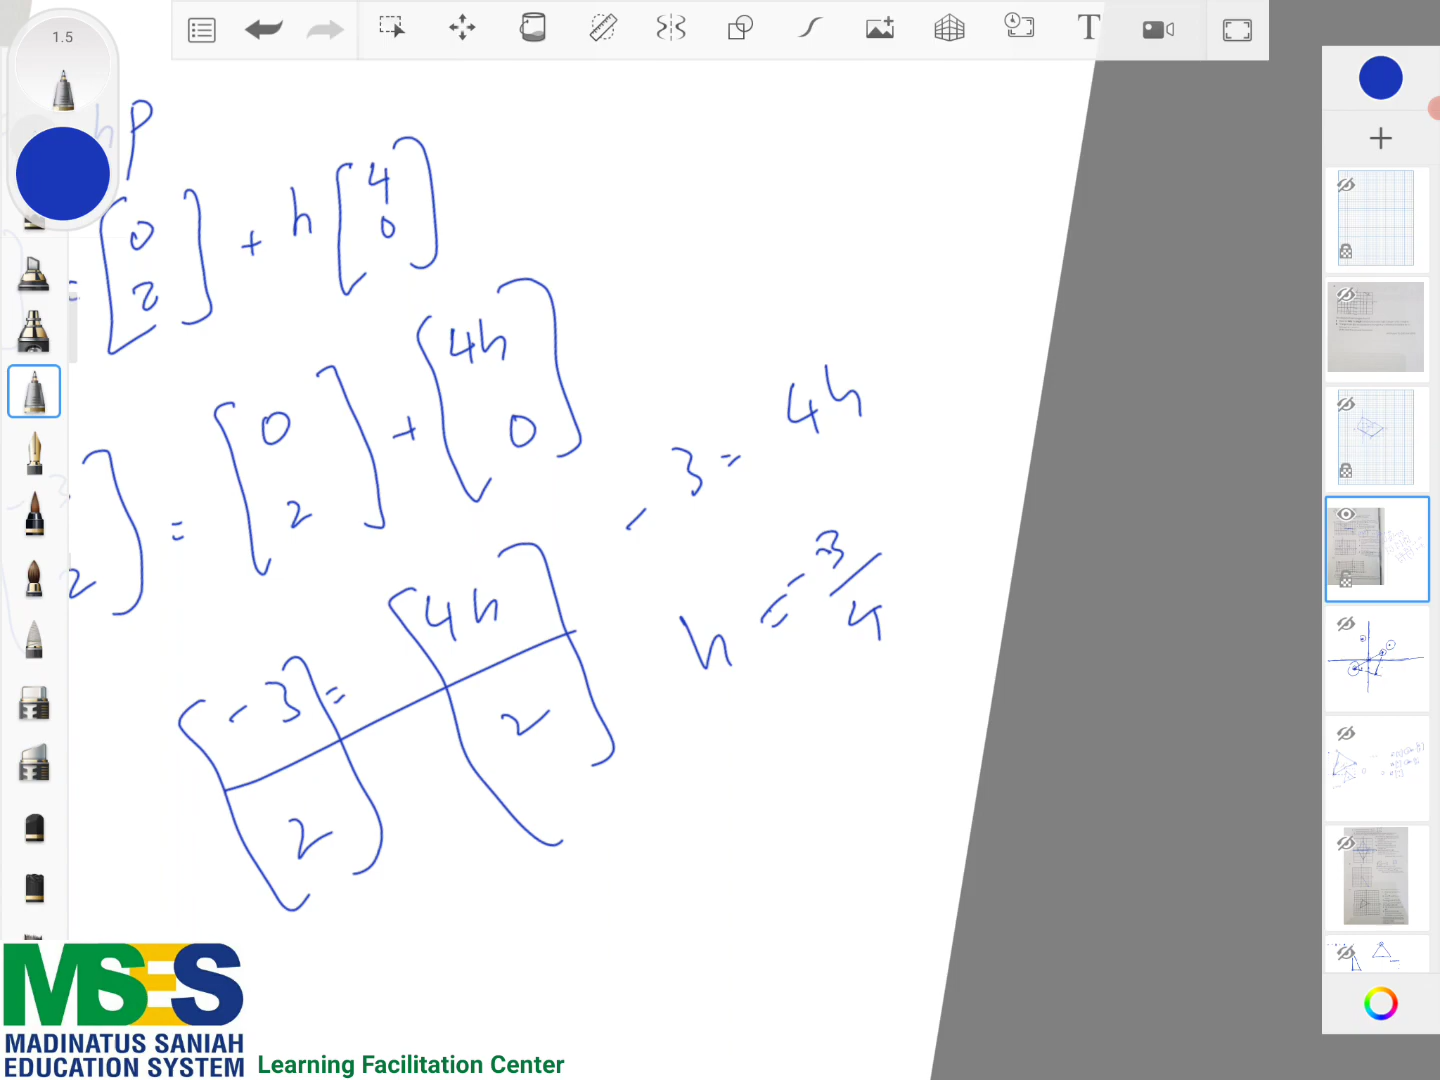 1.5
T
hp
= [0 2] + h [4 0]
-3 2] = [0 2] + [4h 0]
[-3 2] = [4h 2]
-3 = 4h
h = -3/4
MSES
MADINATUS SANIAH
EDUCATION SYSTEM
Learning Facilitation Center